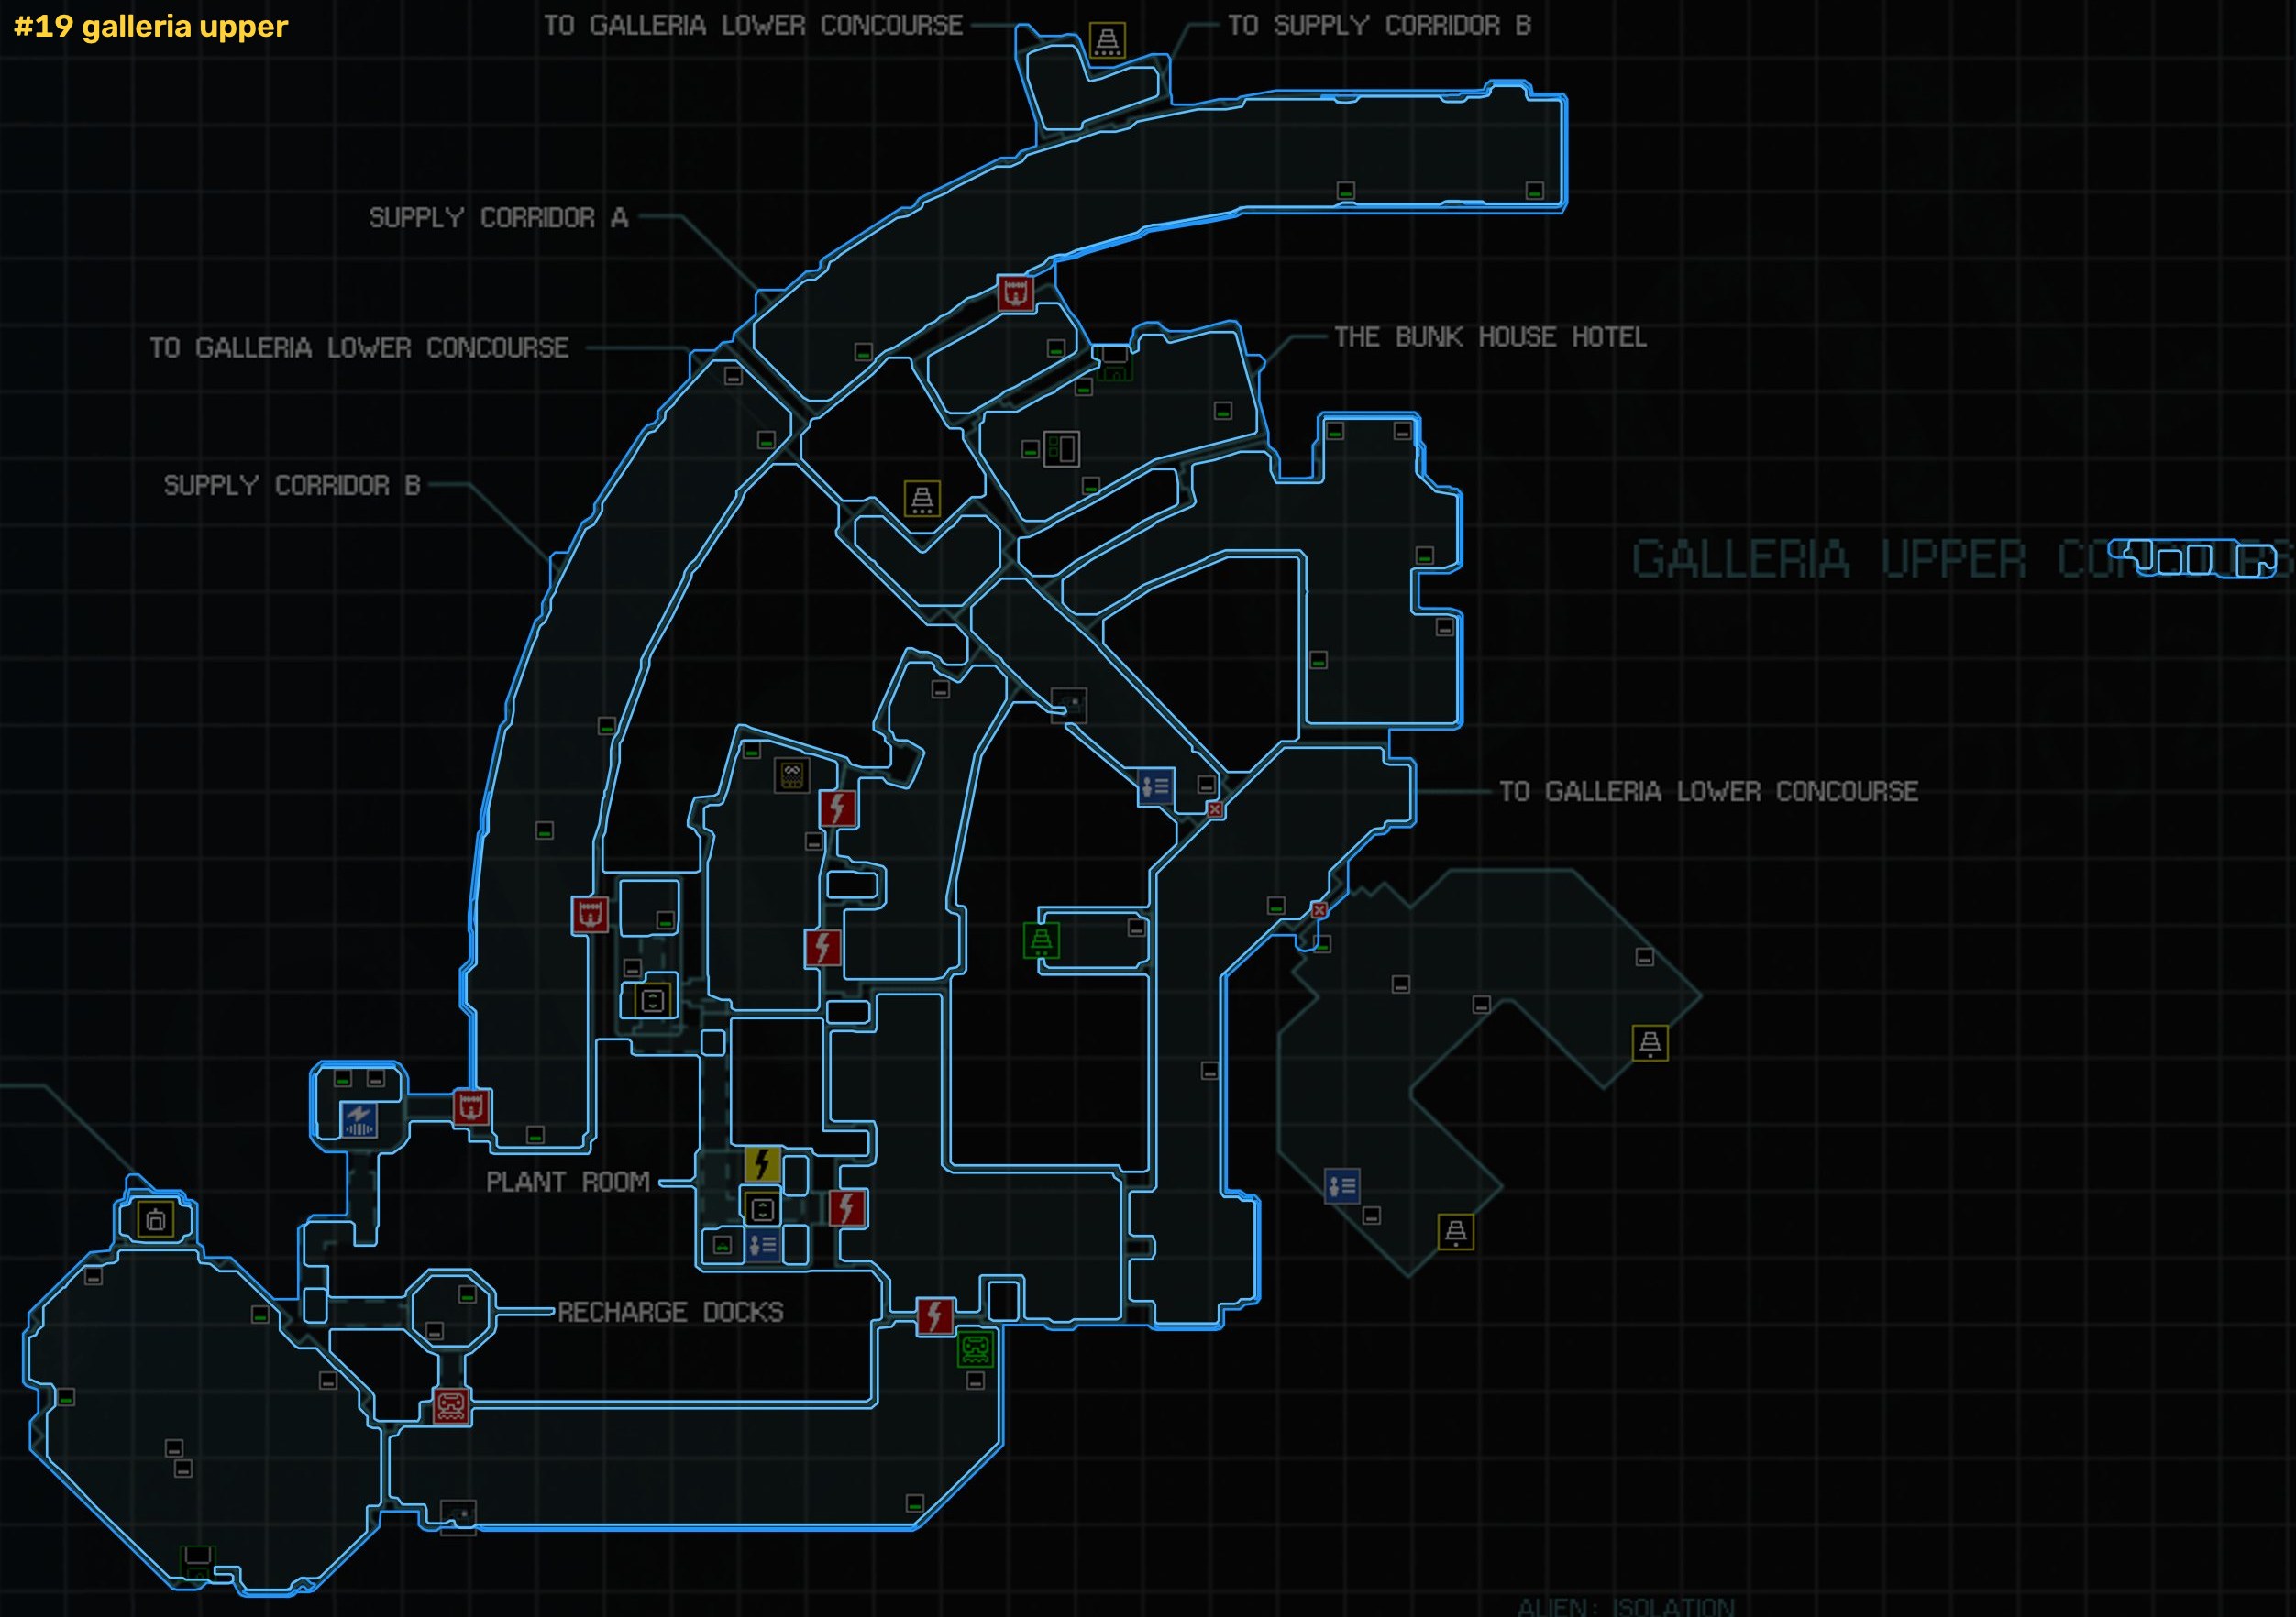 #19 galleria upper
TO GALLERIA LOWER CONCOURSE
TO SUPPLY CORRIDOR B
SUPPLY CORRIDOR A
TO GALLERIA LOWER CONCOURSE
THE BUNK HOUSE HOTEL
SUPPLY CORRIDOR B
GALLERIA UPPER
TO GALLERIA LOWER CONCOURSE
PLANT ROOM
RECHARGE DOCKS
ALIEN: ISOLATION